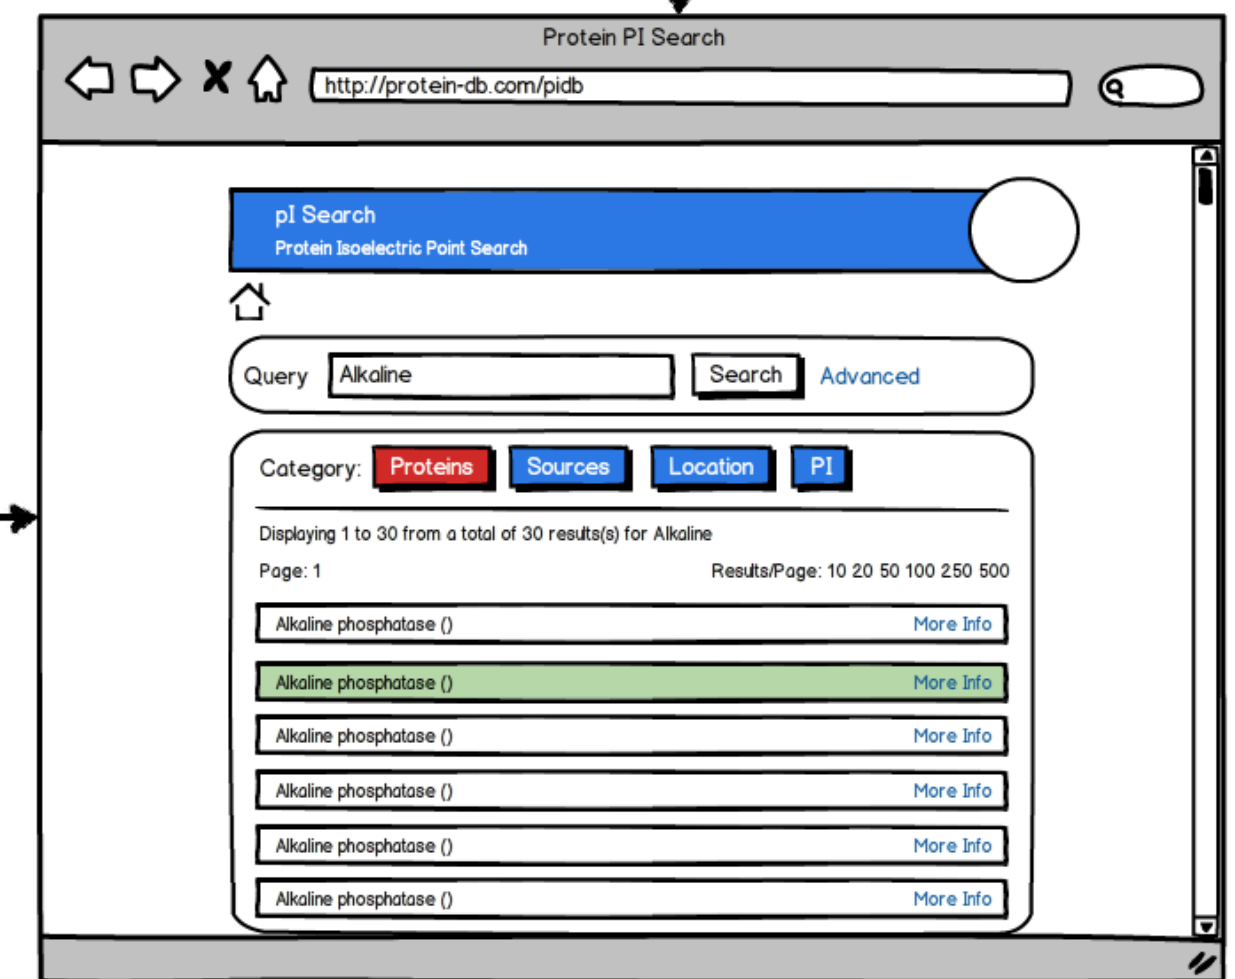 Protein PI Search
http://protein-db.com/pidb
pI Search
Protein Isoelectric Point Search
Query Alkaline Search Advanced
Category: Proteins Sources Location PI
Displaying 1 to 30 from a total of 30 results(s) for Alkaline
Page: 1 Results/Page: 10 20 50 100 250 500
Alkaline phosphatase () More Info
Alkaline phosphatase () More Info
Alkaline phosphatase () More Info
Alkaline phosphatase () More Info
Alkaline phosphatase () More Info
Alkaline phosphatase () More Info